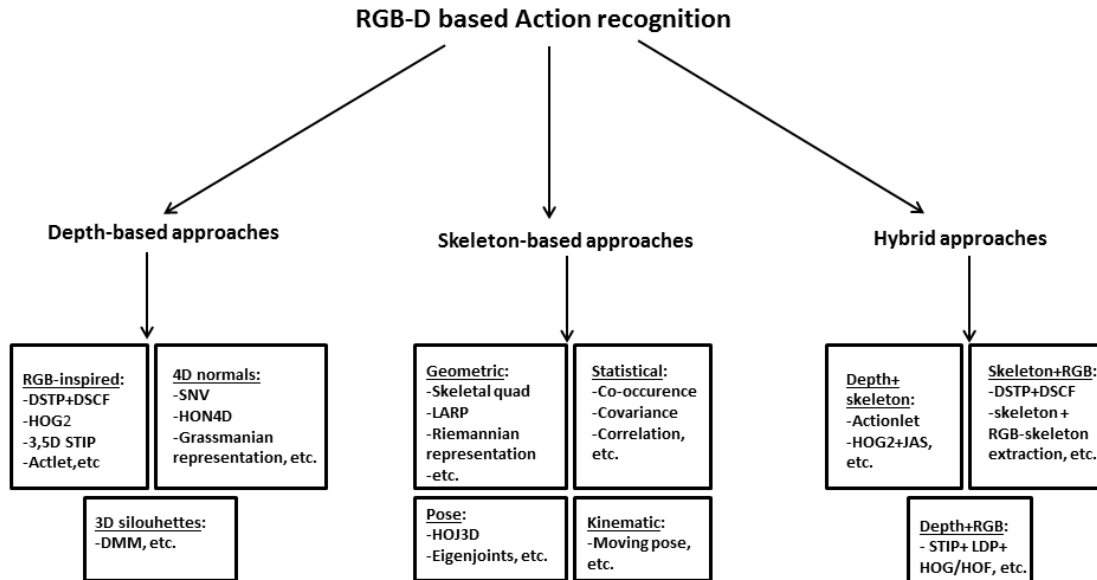 RGB-D based Action recognition
Depth-based approaches
Skeleton-based approaches
Hybrid approaches
RGB-inspired:
-DSTP+DSCF
-HOG2
-3,5D STIP
-Actlet,etc
4D normals:
-SNV
-HON4D
-Grassmanian
representation, etc.
3D silouhettes:
-DMM, etc.
Geometric:
-Skeletal quad
-LARP
-Riemannian
representation
-etc.
Statistical:
-Co-occurence
-Covariance
-Correlation,
etc.
Pose:
-HOJ3D
-Eigenjoints, etc.
Kinematic:
-Moving pose,
etc.
Depth+
skeleton:
-Actionlet
-HOG2+JAS,
etc.
Skeleton+RGB:
-DSTP+DSCF
-skeleton +
RGB-skeleton
extraction, etc.
Depth+RGB:
- STIP+ LDP+
HOG/HOF, etc.